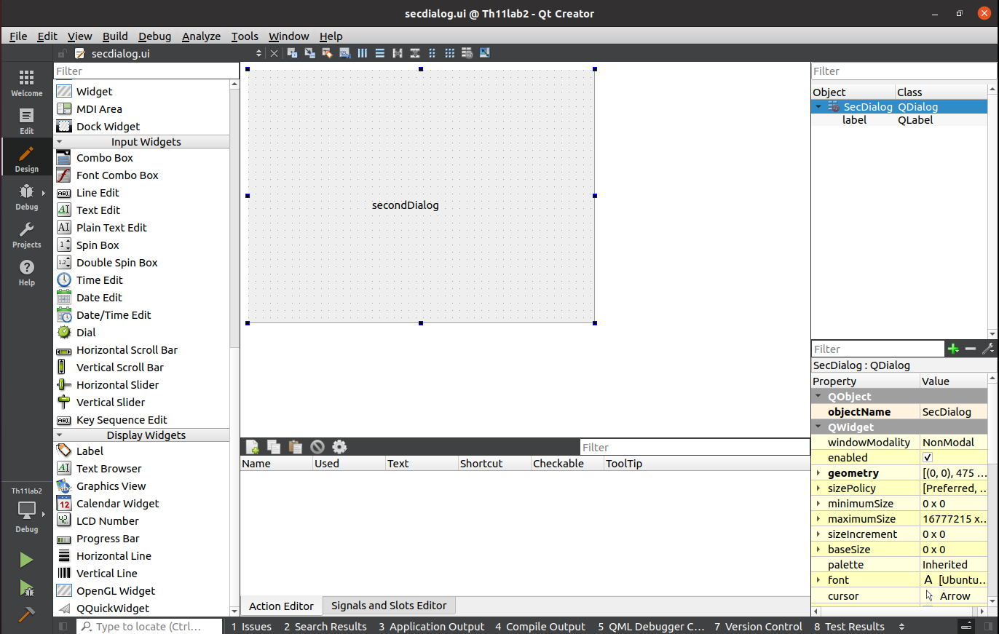 secdialog.ui @ Th11lab2 - Qt Creator
File Edit View Build Debug Analyze Tools Window Help
secdialog.ui
Welcome
Edit
Design
Debug
Projects
Help
Th11lab2
Debug
Filter
Widget
MDI Area
Dock Widget
Input Widgets
Combo Box
Font Combo Box
Line Edit
Text Edit
Plain Text Edit
Spin Box
Double Spin Box
Time Edit
Date Edit
Date/Time Edit
Dial
Horizontal Scroll Bar
Vertical Scroll Bar
Horizontal Slider
Vertical Slider
Key Sequence Edit
Display Widgets
Label
Text Browser
Graphics View
Calendar Widget
LCD Number
Progress Bar
Horizontal Line
Vertical Line
OpenGL Widget
QQuickWidget
secondDialog
Filter
Name Used Text Shortcut Checkable ToolTip
Action Editor Signals and Slots Editor
Filter
Object Class
SecDialog QDialog
label QLabel
Filter
SecDialog : QDialog
Property Value
QObject
objectName SecDialog
QWidget
windowModality NonModal
enabled
geometry [(0, 0), 475 ...
sizePolicy [Preferred, ...
minimumSize 0 x 0
maximumSize 16777215 x...
sizeIncrement 0 x 0
baseSize 0 x 0
palette Inherited
font A [Ubuntu...
cursor Arrow
Type to locate (Ctrl... 1 Issues 2 Search Results 3 Application Output 4 Compile Output 5 QML Debugger C... 7 Version Control 8 Test Results